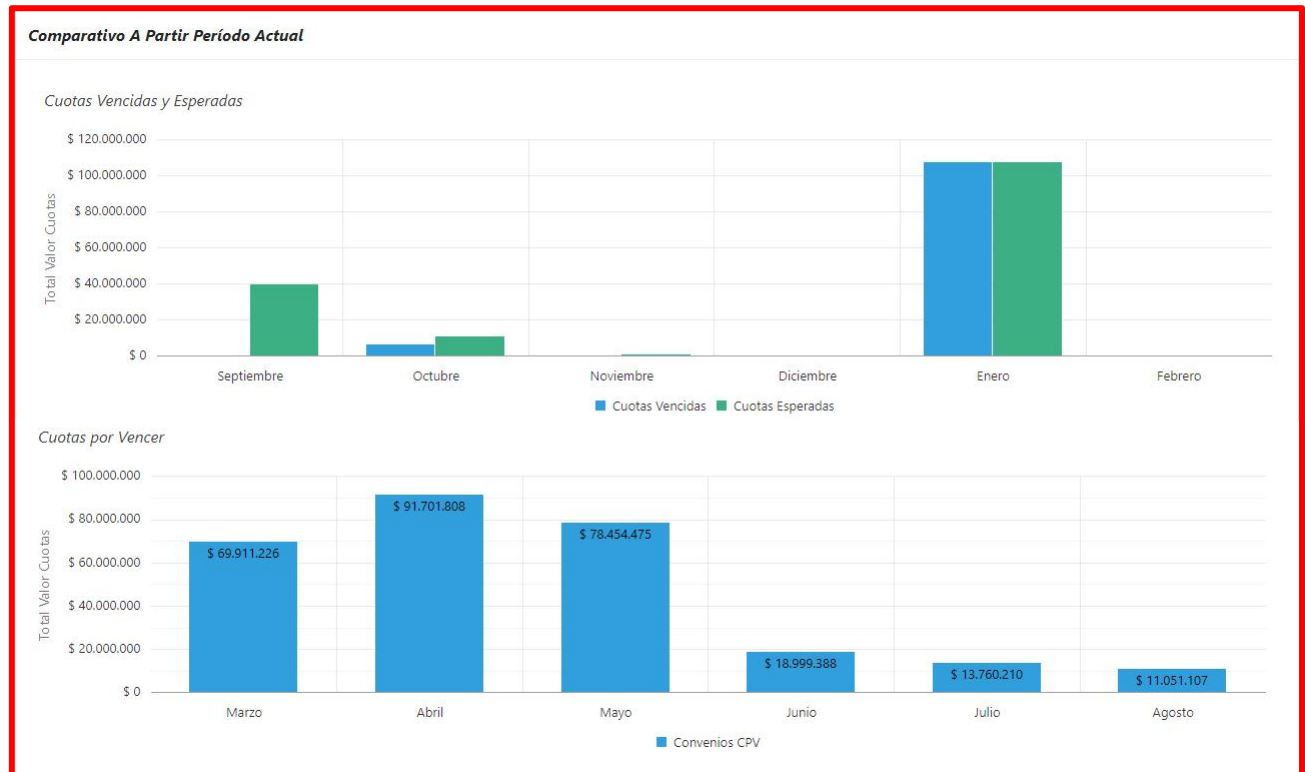 Comparativo A Partir Período Actual
Cuotas Vencidas y Esperadas
Total Valor Cuotas
$ 120.000.000
$ 100.000.000
$ 80.000.000
$ 60.000.000
$ 40.000.000
$ 20.000.000
$ 0
Septiembre Octubre Noviembre Diciembre Enero Febrero
Cuotas Vencidas Cuotas Esperadas
Cuotas por Vencer
Total Valor Cuotas
$ 100.000.000
$ 80.000.000
$ 60.000.000
$ 40.000.000
$ 20.000.000
$ 0
$ 69.911.226
$ 91.701.808
$ 78.454.475
$ 18.999.388
$ 13.760.210
$ 11.051.107
Marzo Abril Mayo Junio Julio Agosto
Convenios CPV